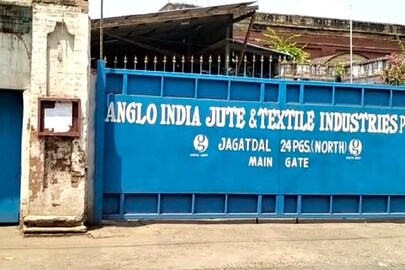 ANGLO INDIA JUTE & TEXTILE INDUSTRIES P
JAGATDAL 24 PGS.(NORTH)
MAIN GATE